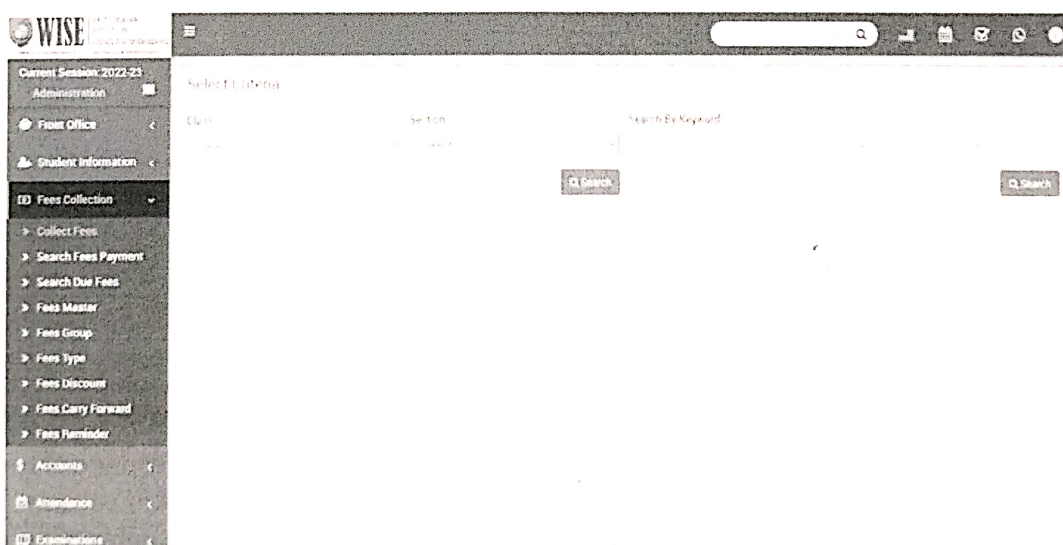 WISE
Current Session: 2022-23
Administration
Front Office
Student Information
Fees Collection
Collect Fees
Search Fees Payment
Search Due Fees
Fees Master
Fees Group
Fees Type
Fees Discount
Fees Carry Forward
Fees Reminder
Accounts
Attendance
Examinations
Select Criteria
Class
Section
Search By Keyword
Search
Search